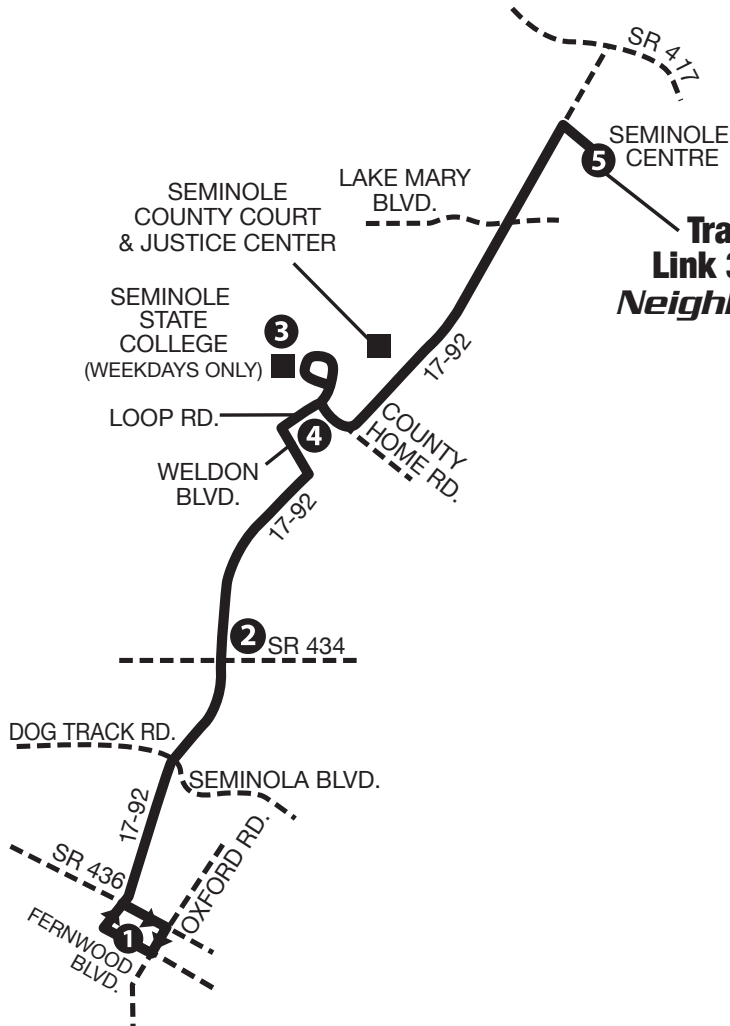 SR 417
SEMINOLE
CENTRE
5
LAKE MARY
BLVD.
SEMINOLE
COUNTY COURT
& JUSTICE CENTER
Link
SEMINOLE
STATE
COLLEGE
(WEEKDAYS ONLY)
3
17-92
LOOP RD.
4
COUNTY
HOME RD.
WELDON
BLVD.
17-92
2
SR 434
DOG TRACK RD.
SEMINOLA BLVD.
17-92
SR 436
OXFORD RD.
FERNWOOD
BLVD.
1